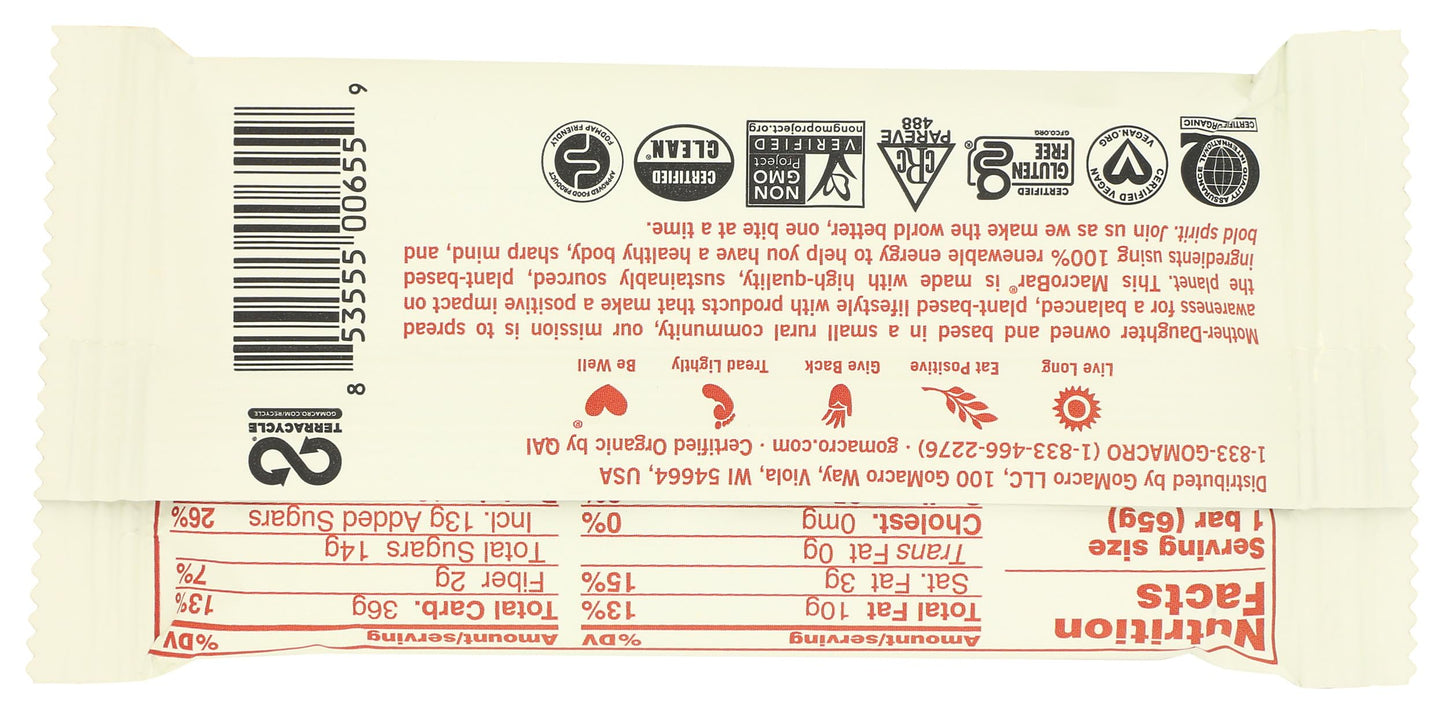 Nutrition
Facts
Serving size
1 bar (65g)
Amount/serving %DV
Total Fat 10g 13%
Sat. Fat 3g 15%
Trans Fat 0g
Cholest. 0mg 0%
Amount/serving %DV
Total Carb. 36g 13%
Fiber 2g 7%
Total Sugars 14g
Incl. 13g Added Sugars 26%
Distributed by GoMacro LLC, 100 GoMacro Way, Viola, WI 54664, USA
1-833-GOMACRO (1-833-466-2276) · gomacro.com · Certified Organic by QAI
Live Long
Eat Positive
Give Back
Tread Lightly
Be Well®
Mother-Daughter owned and based in a small rural community, our mission is to spread
awareness for a balanced, plant-based lifestyle with products that make a positive impact on
the planet. This MacroBar® is made with high-quality, sustainably sourced, plant-based
ingredients using 100% renewable energy to help you have a healthy body, sharp mind, and
bold spirit. Join us as we make the world better, one bite at a time.
QUALITY ASSURANCE INTERNATIONAL
CERTIFIED ORGANIC
CERTIFIED VEGAN
VEGAN.ORG
CERTIFIED
GLUTEN
FREE
GFCO.ORG
CRC
PAREVE
488
NON
GMO
Project
VERIFIED
nongmoproject.org
CERTIFIED
CLEAN®
APPROVED FOOD PRODUCT
FODMAP FRIENDLY
TERRACYCLE®
GOMACRO.COM/RECYCLE
8 53555 00655 9